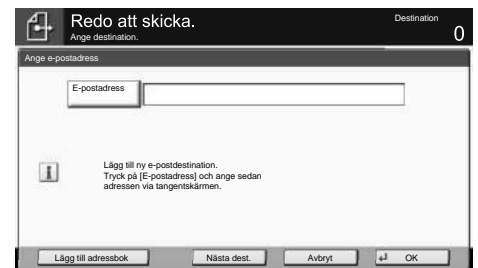 Redo att skicka.
Destination
Ange destination.
0
Ange e-postadress
E-postadress
Lägg till ny e-postdestination.
Tryck på [E-postadress] och ange sedan
adressen via tangentskärmen.
Lägg till adressbok
Nästa dest.
Avbryt
OK